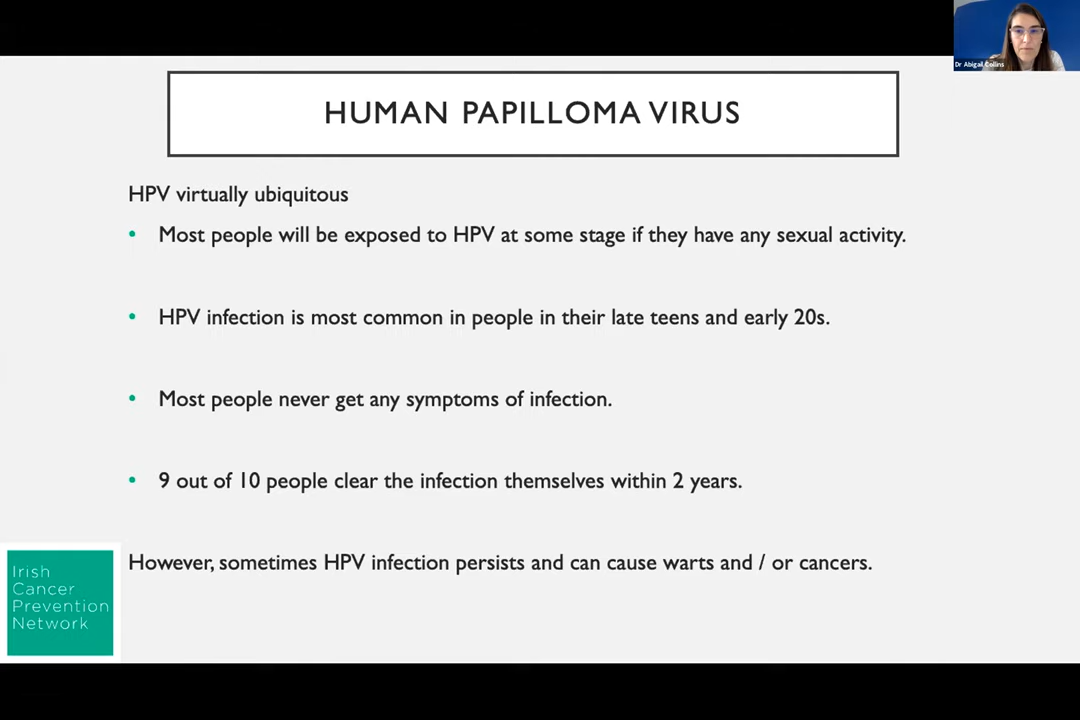 Dr Abigail Collins
HUMAN PAPILLOMA VIRUS
HPV virtually ubiquitous
• Most people will be exposed to HPV at some stage if they have any sexual activity.
• HPV infection is most common in people in their late teens and early 20s.
• Most people never get any symptoms of infection.
• 9 out of 10 people clear the infection themselves within 2 years.
However, sometimes HPV infection persists and can cause warts and / or cancers.
Irish
Cancer
Prevention
Network